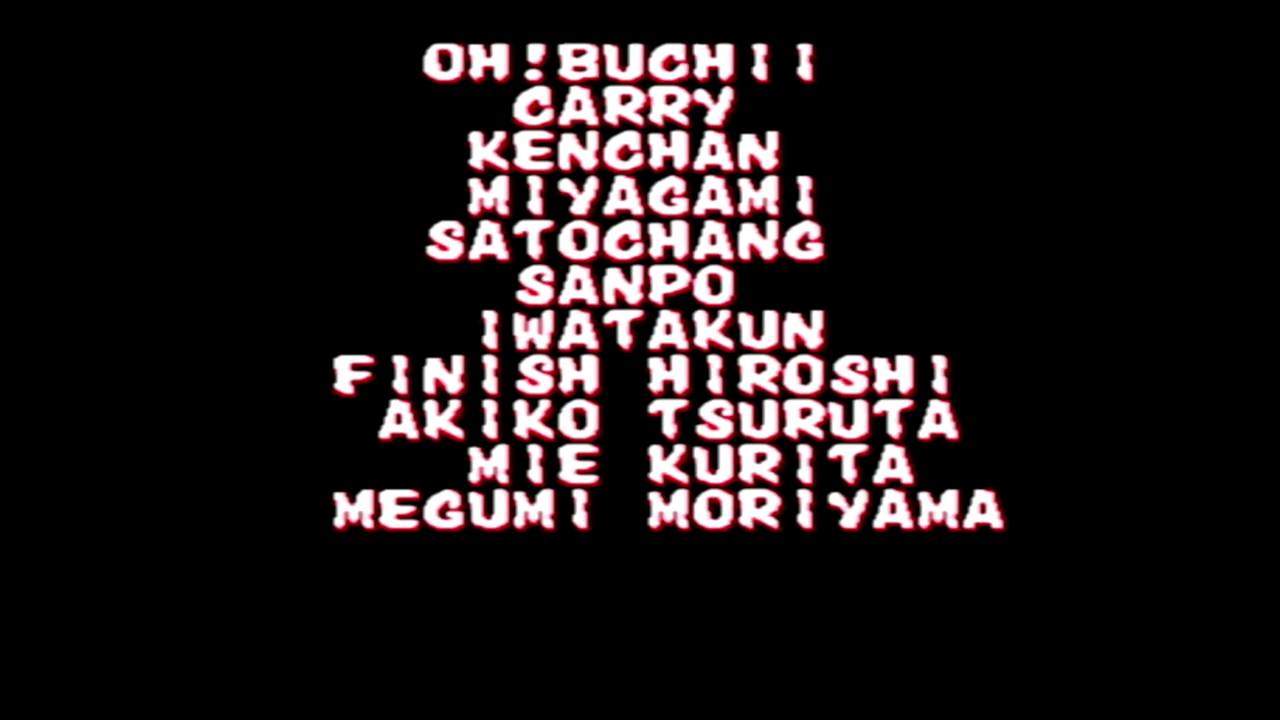 OH!BUCHII
CARRY
KENCHAN
MIYAGAMI
SATOCHANG
SANPO
IWATAKUN
FINISH HIROSHI
AKIKO TSURUTA
MIE KURITA
MEGUMI MORIYAMA